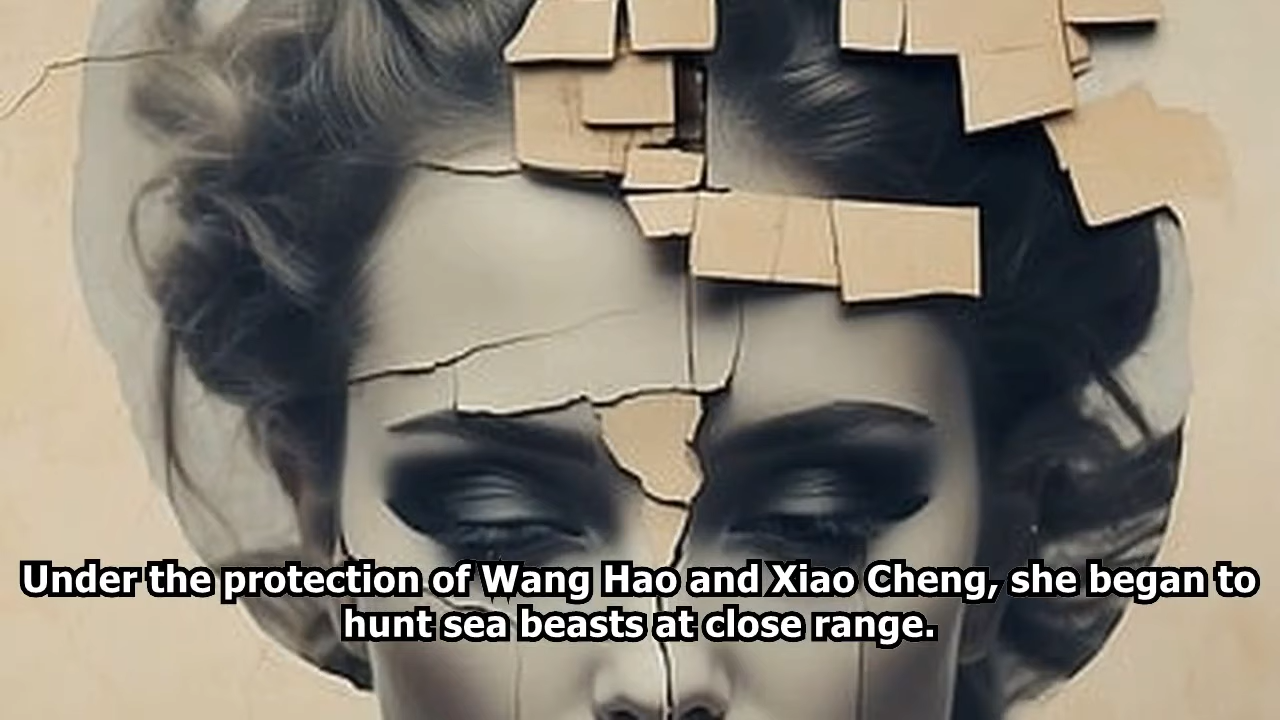 Under the protection of Wang Hao and Xiao Cheng, she began to
hunt sea beasts at close range.